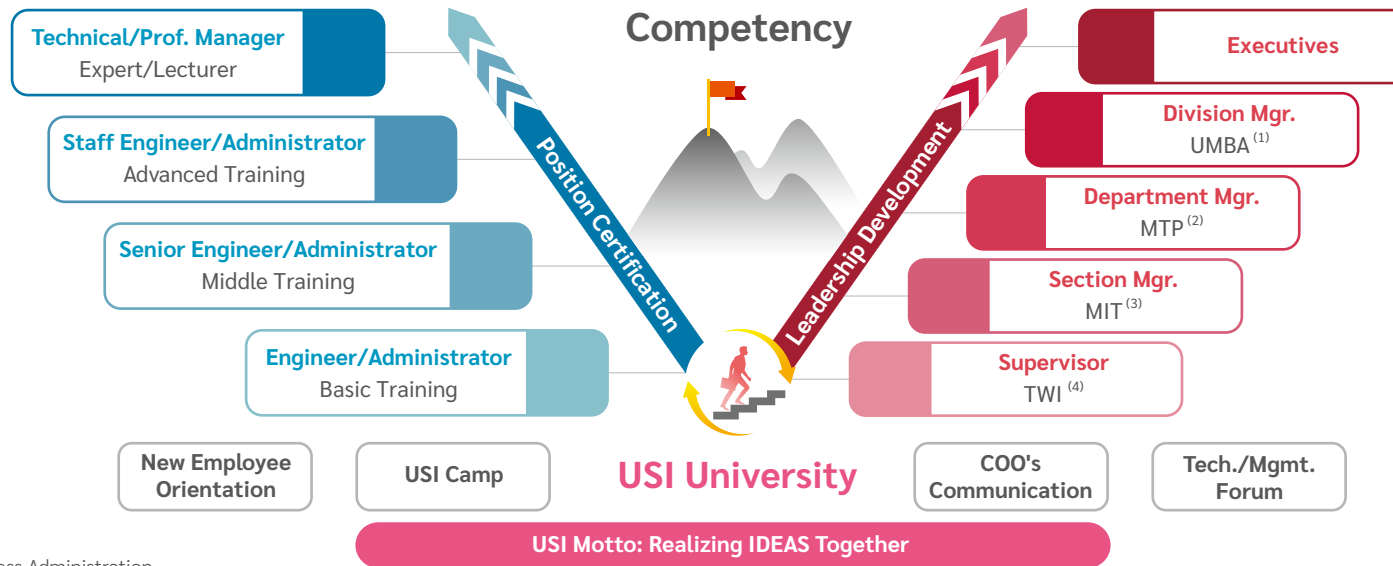 Competency
Technical/Prof. Manager
Expert/Lecturer
Staff Engineer/Administrator
Advanced Training
Senior Engineer/Administrator
Middle Training
Engineer/Administrator
Basic Training
Position Certification
Leadership Development
Executives
Division Mgr.
UMBA (1)
Department Mgr.
MTP (2)
Section Mgr.
MIT (3)
Supervisor
TWI (4)
New Employee
Orientation
USI Camp
USI University
COO's
Communication
Tech./Mgmt.
Forum
USI Motto: Realizing IDEAS Together
Administration